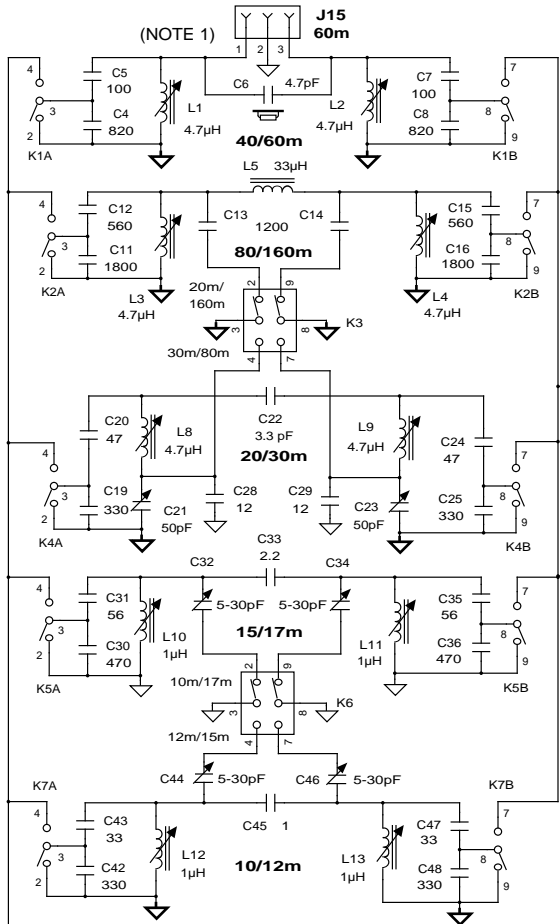 J15
(NOTE 1) 60m
1 2 3
4 7
C5 100 C6 4.7pF C7 100
3 L1 L2 8
C4 820 4.7µH 4.7µH C8 820
2 9
K1A 40/60m K1B
L5 33µH
4 7
C12 560 C13 1200 C14 C15 560
3 8
C11 1800 80/160m C16 1800
2 9
K2A L3 4.7µH 20m/160m 2 9 L4 4.7µH K2B
3 8 K3
30m/80m 4 7
C20 47 L8 4.7µH C22 3.3 pF L9 4.7µH C24 47
4 20/30m 7
3 8
C19 330 C21 50pF C28 12 C29 12 C23 50pF C25 330
2 9
K4A K4B
C33 2.2
C32 C34
4 7
C31 56 5-30pF 5-30pF C35 56
3 L10 1µH 15/17m L11 1µH 8
C30 470 C36 470
2 9
K5A 10m/17m 2 9 K5B
3 8 K6
12m/15m 4 7
C44 5-30pF C46 5-30pF
K7A K7B
4 7
C43 33 C45 1 C47 33
3 L12 1µH L13 1µH 8
C42 330 10/12m C48 330
2 9